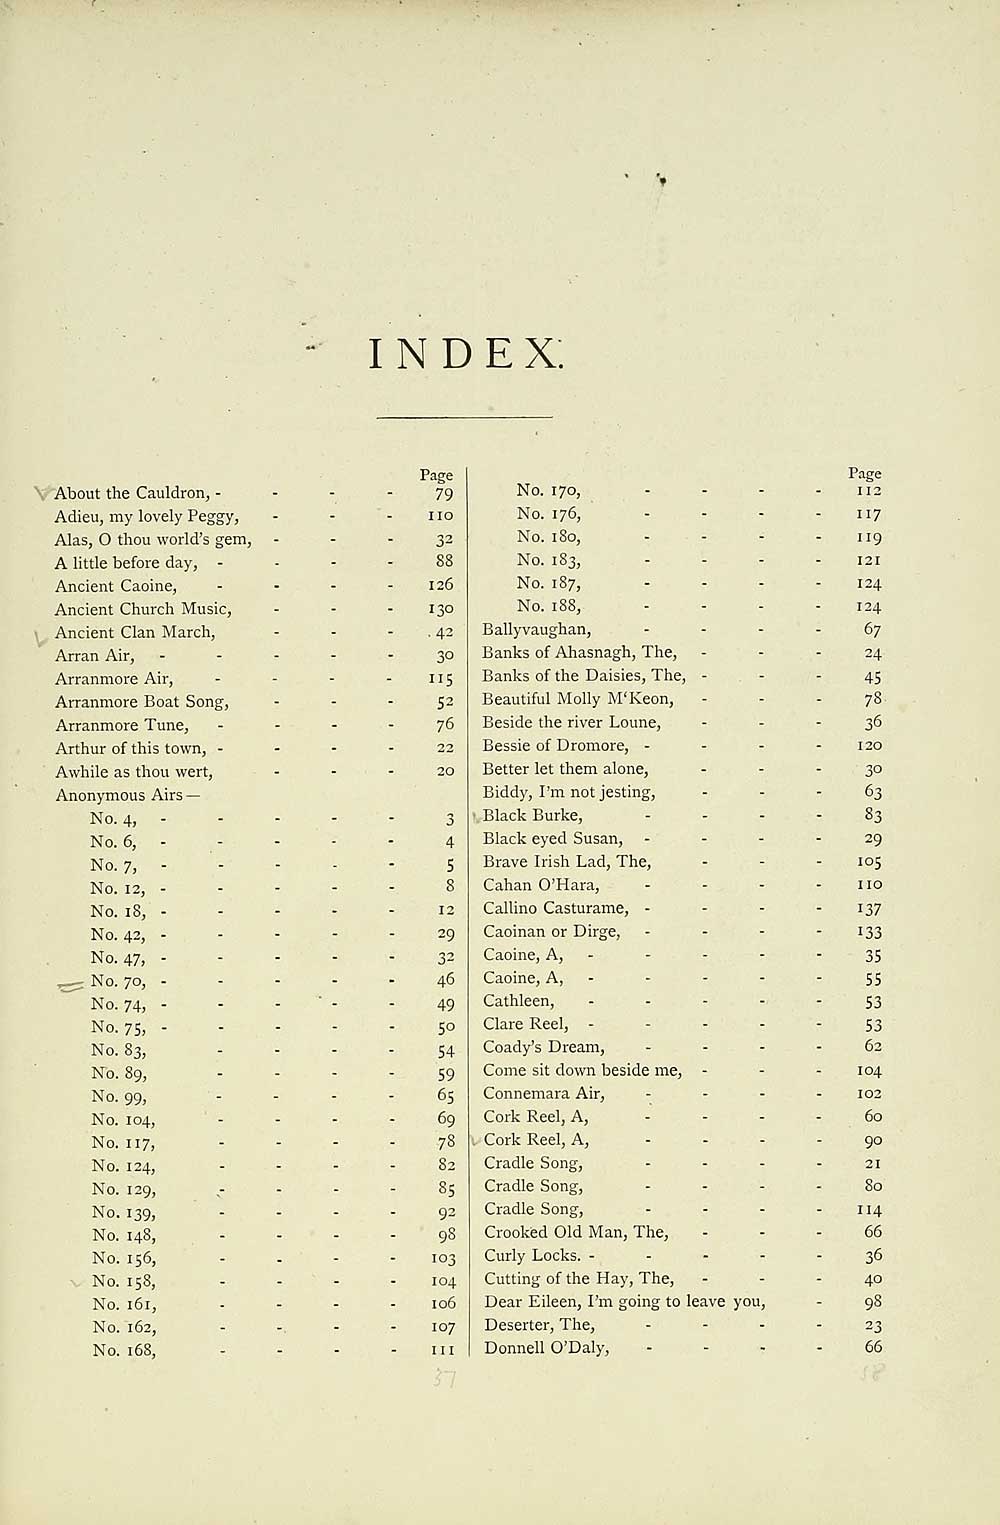 INDEX.
Page
About the Cauldron, - - - - 79
Adieu, my lovely Peggy, - - - 110
Alas, O thou world's gem, - - - 32
A little before day, - - - - 88
Ancient Caoine, - - - - 126
Ancient Church Music, - - - 130
Ancient Clan March, - - - 42
Arran Air, - - - - - 30
Arranmore Air, - - - - 115
Arranmore Boat Song, - - - 52
Arranmore Tune, - - - - 76
Arthur of this town, - - - - 22
Awhile as thou wert, - - - 20
Anonymous Airs—
No. 4, - - - - - 3
No. 6, - - - - - 4
No. 7, - - - - - 5
No. 12, - - - - - 8
No. 18, - - - - - 12
No. 42, - - - - - 29
No. 47, - - - - - 32
No. 70, - - - - - 46
No. 74, - - - - - 49
No. 75, - - - - - 50
No. 83, - - - - 54
No. 89, - - - - 59
No. 99, - - - - 65
No. 104, - - - - 69
No. 117, - - - - 78
No. 124, - - - - 82
No. 129, - - - - 85
No. 139, - - - - 92
No. 148, - - - - 98
No. 156, - - - - 103
No. 158, - - - - 104
No. 161, - - - - 106
No. 162, - - - - 107
No. 168, - - - - 111
37
Page
No. 170, - - - - 112
No. 176, - - - - 117
No. 180, - - - - 119
No. 183, - - - - 121
No. 187, - - - - 124
No. 188, - - - - 124
Ballyvaughan, - - - - 67
Banks of Ahasnagh, The, - - - 24
Banks of the Daisies, The, - - - 45
Beautiful Molly M‘Keon, - - - 78
Beside the river Loune, - - - 36
Bessie of Dromore, - - - - 120
Better let them alone, - - - 30
Biddy, I'm not jesting, - - - 63
Black Burke, - - - - 83
Black eyed Susan, - - - - 29
Brave Irish Lad, The, - - - 105
Cahan O'Hara, - - - - 110
Callino Casturame, - - - - 137
Caoinan or Dirge, - - - - 133
Caoine, A, - - - - - 35
Caoine, A, - - - - - 55
Cathleen, - - - - - 53
Clare Reel, - - - - - 53
Coady's Dream, - - - - 62
Come sit down beside me, - - - 104
Connemara Air, - - - - 102
Cork Reel, A, - - - - 60
Cork Reel, A, - - - - 90
Cradle Song, - - - - 21
Cradle Song, - - - - 80
Cradle Song, - - - - 114
Crooked Old Man, The, - - - 66
Curly Locks. - - - - - 36
Cutting of the Hay, The, - - - 40
Dear Eileen, I'm going to leave you, - 98
Deserter, The, - - - - 23
Donnell O'Daly, - - - - 66
38